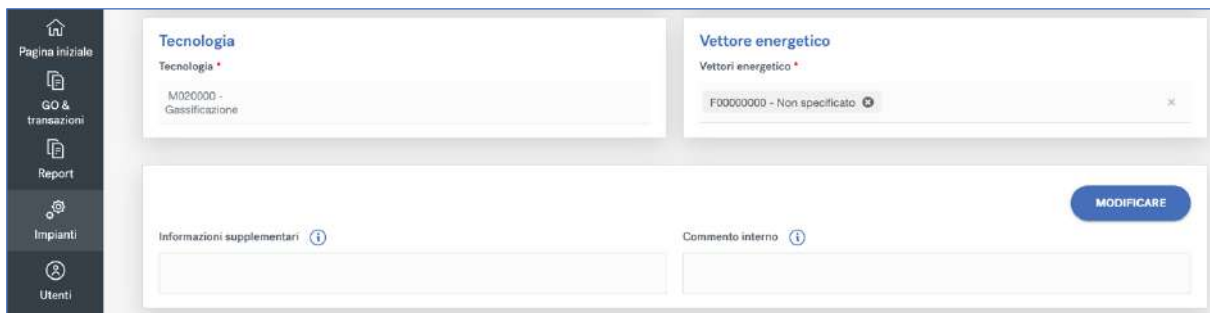 Pagina iniziale
GO &
transazioni
Report
Impianti
Utenti
Tecnologia
Tecnologia *
M020000 -
Gassificazione
Vettore energetico
Vettori energetico *
F00000000 - Non specificato
MODIFICARE
Informazioni supplementari
Commento interno